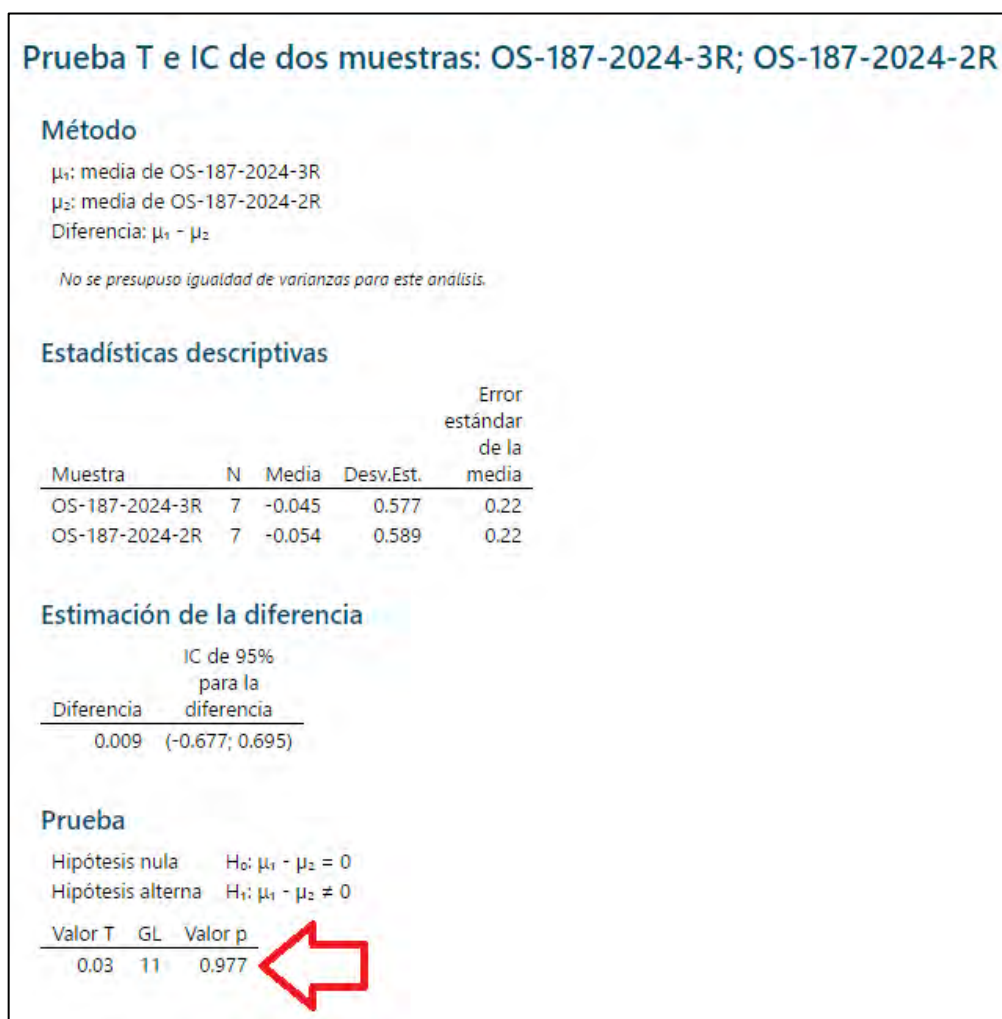 Prueba T e IC de dos muestras: OS-187-2024-3R; OS-187-2024-2R
Método
μ₁: media de OS-187-2024-3R
μ₂: media de OS-187-2024-2R
Diferencia: μ₁ - μ₂
No se presupuso igualdad de varianzas para este análisis.
Estadísticas descriptivas
Error
estándar
de la
Muestra N Media Desv.Est. media
OS-187-2024-3R 7 -0.045 0.577 0.22
OS-187-2024-2R 7 -0.054 0.589 0.22
Estimación de la diferencia
IC de 95%
para la
Diferencia diferencia
0.009 (-0.677; 0.695)
Prueba
Hipótesis nula H₀: μ₁ - μ₂ = 0
Hipótesis alterna H₁: μ₁ - μ₂ ≠ 0
Valor T GL Valor p
0.03 11 0.977